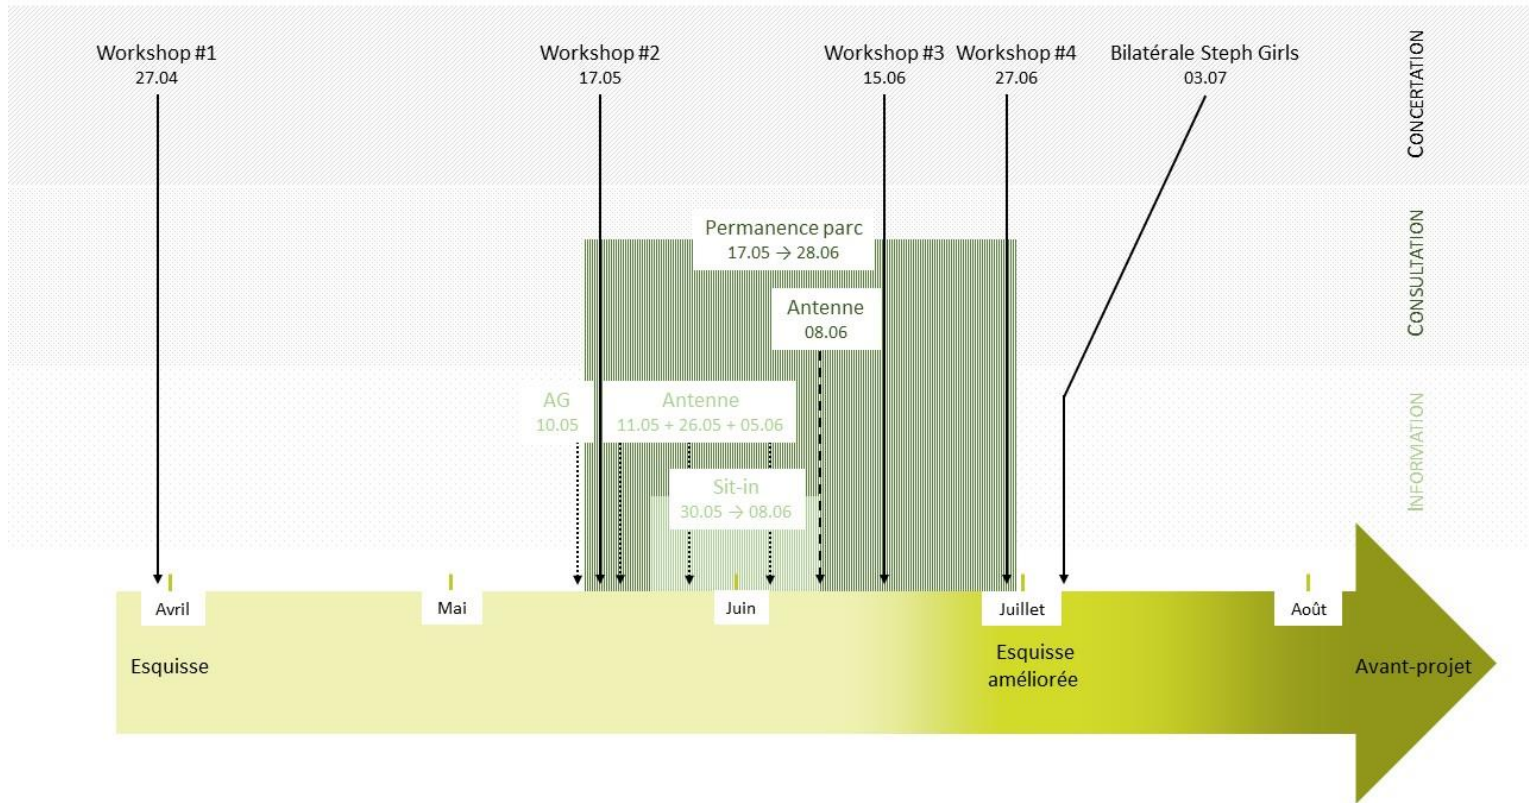 Workshop #1
27.04
Workshop #2
17.05
Workshop #3
15.06
Workshop #4
27.06
Bilatérale Steph Girls
03.07
CONCERTATION
Permanence parc
17.05 → 28.06
CONSULTATION
Antenne
08.06
AG
10.05
Antenne
11.05 + 26.05 + 05.06
INFORMATION
Sit-in
30.05 → 08.06
Avril
Mai
Juin
Juillet
Août
Esquisse
Esquisse
améliorée
Avant-projet